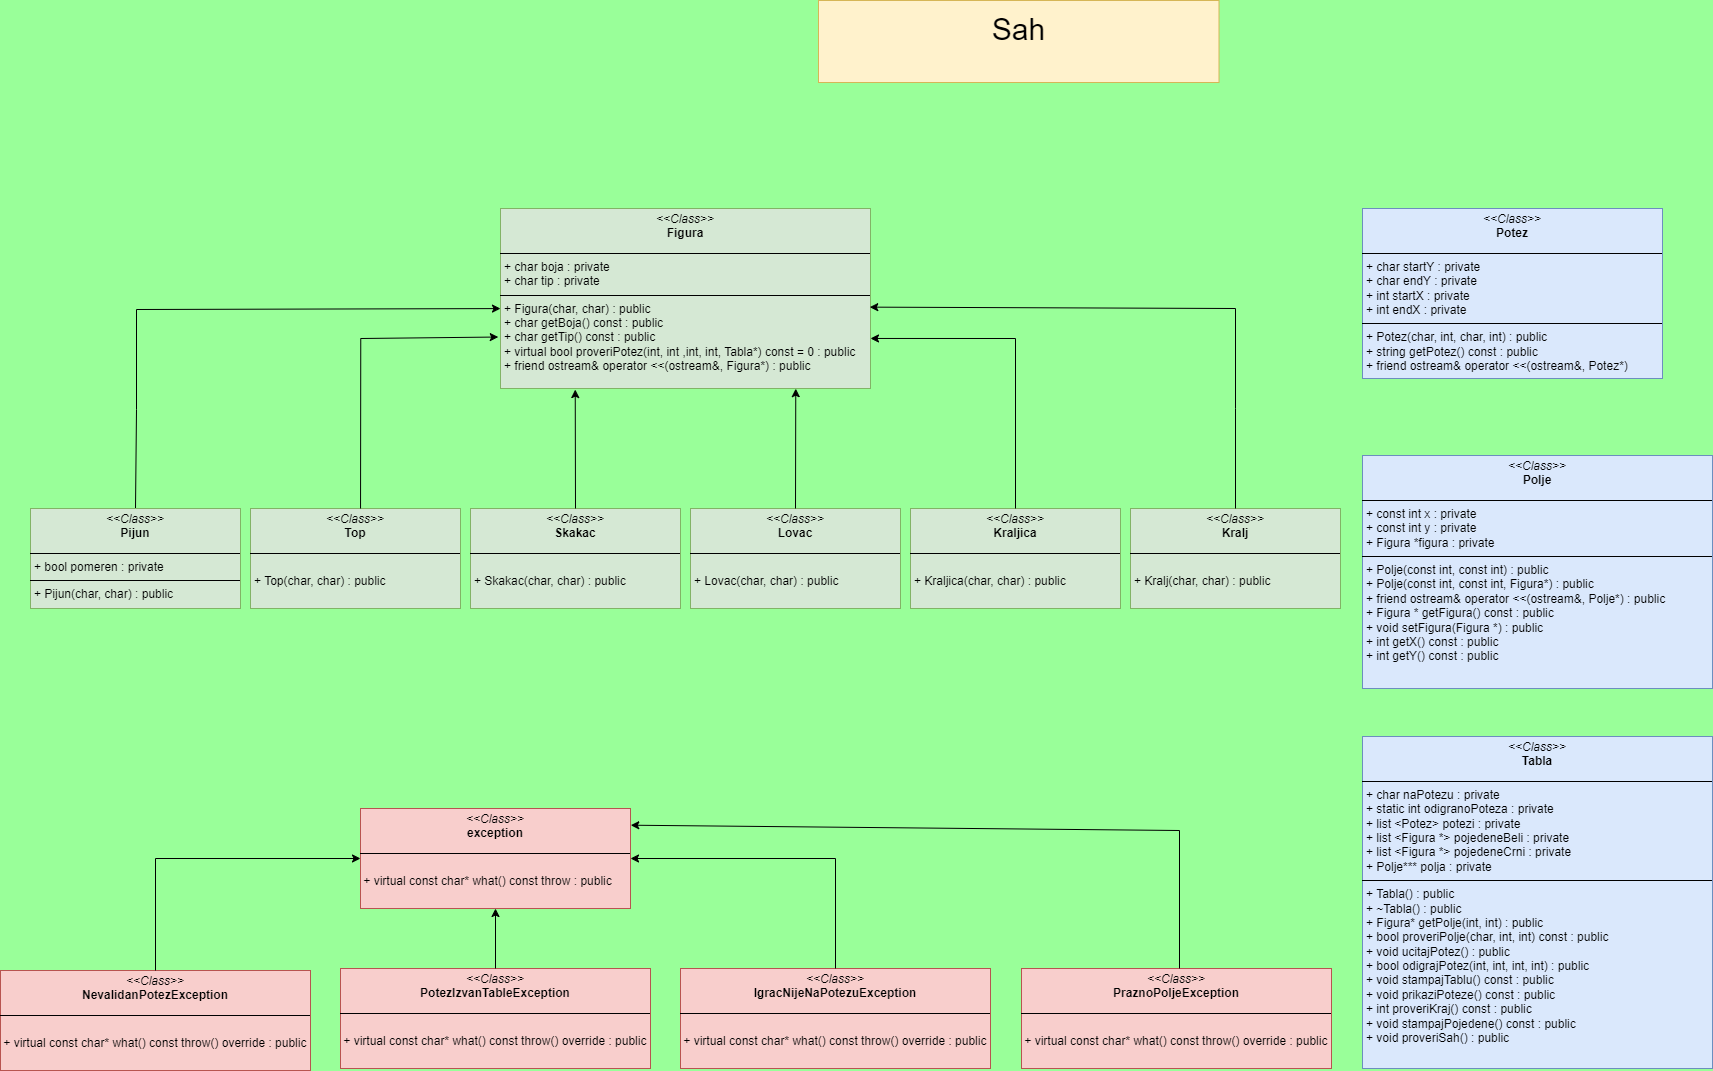 Sah
<<Class>>
Figura
+ char boja : private
+ char tip : private
+ Figura(char, char) : public
+ char getBoja() const : public
+ char getTip() const : public
+ virtual bool proveriPotez(int, int ,int, int, Tabla*) const = 0 : public
+ friend ostream& operator <<(ostream&, Figura*) : public
<<Class>>
Potez
+ char startY : private
+ char endY : private
+ int startX : private
+ int endX : private
+ Potez(char, int, char, int) : public
+ string getPotez() const : public
+ friend ostream& operator <<(ostream&, Potez*)
<<Class>>
Pijun
+ bool pomeren : private
+ Pijun(char, char) : public
<<Class>>
Top
+ Top(char, char) : public
<<Class>>
Skakac
+ Skakac(char, char) : public
<<Class>>
Lovac
+ Lovac(char, char) : public
<<Class>>
Kraljica
+ Kraljica(char, char) : public
<<Class>>
Kralj
+ Kralj(char, char) : public
<<Class>>
Polje
+ const int x : private
+ const int y : private
+ Figura *figura : private
+ Polje(const int, const int) : public
+ Polje(const int, const int, Figura*) : public
+ friend ostream& operator <<(ostream&, Polje*) : public
+ Figura * getFigura() const : public
+ void setFigura(Figura *) : public
+ int getX() const : public
+ int getY() const : public
<<Class>>
exception
+ virtual const char* what() const throw : public
<<Class>>
NevalidanPotezException
+ virtual const char* what() const throw() override : public
<<Class>>
PotezIzvanTableException
+ virtual const char* what() const throw() override : public
<<Class>>
IgracNijeNaPotezuException
+ virtual const char* what() const throw() override : public
<<Class>>
PraznoPoljeException
+ virtual const char* what() const throw() override : public
<<Class>>
Tabla
+ char naPotezu : private
+ static int odigranoPoteza : private
+ list <Potez> potezi : private
+ list <Figura *> pojedeneBeli : private
+ list <Figura *> pojedeneCrni : private
+ Polje*** polja : private
+ Tabla() : public
+ ~Tabla() : public
+ Figura* getPolje(int, int) : public
+ bool proveriPolje(char, int, int) const : public
+ void ucitajPotez() : public
+ bool odigrajPotez(int, int, int, int) : public
+ void stampajTablu() const : public
+ void prikaziPoteze() const : public
+ int proveriKraj() const : public
+ void stampajPojedene() const : public
+ void proveriSah() : public